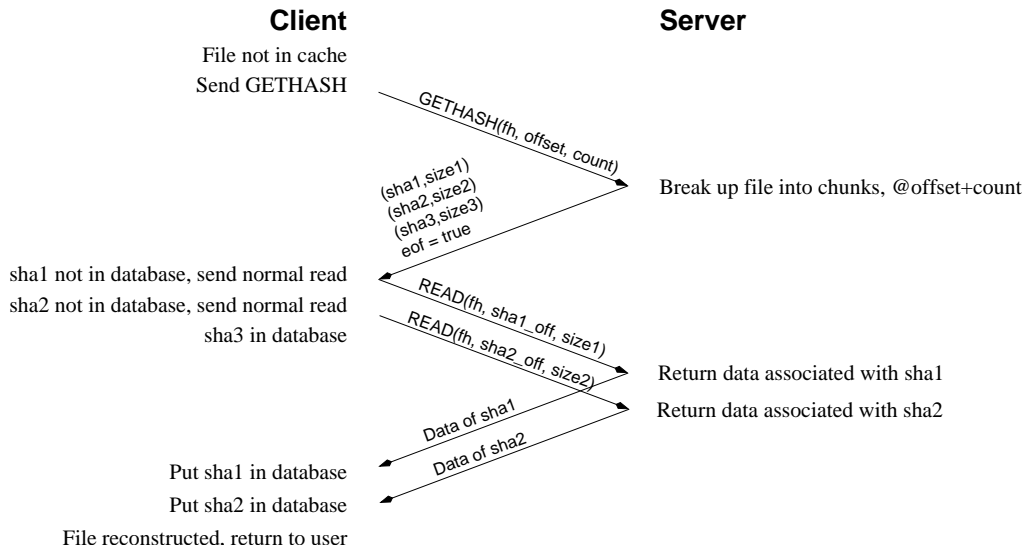 Client
Server
File not in cache
Send GETHASH
GETHASH(fh, offset, count)
Break up file into chunks, @offset+count
(sha1,size1)
(sha2,size2)
(sha3,size3)
eof = true
sha1 not in database, send normal read
sha2 not in database, send normal read
sha3 in database
READ(fh, sha1_off, size1)
READ(fh, sha2_off, size2)
Return data associated with sha1
Return data associated with sha2
Data of sha1
Data of sha2
Put sha1 in database
Put sha2 in database
File reconstructed, return to user